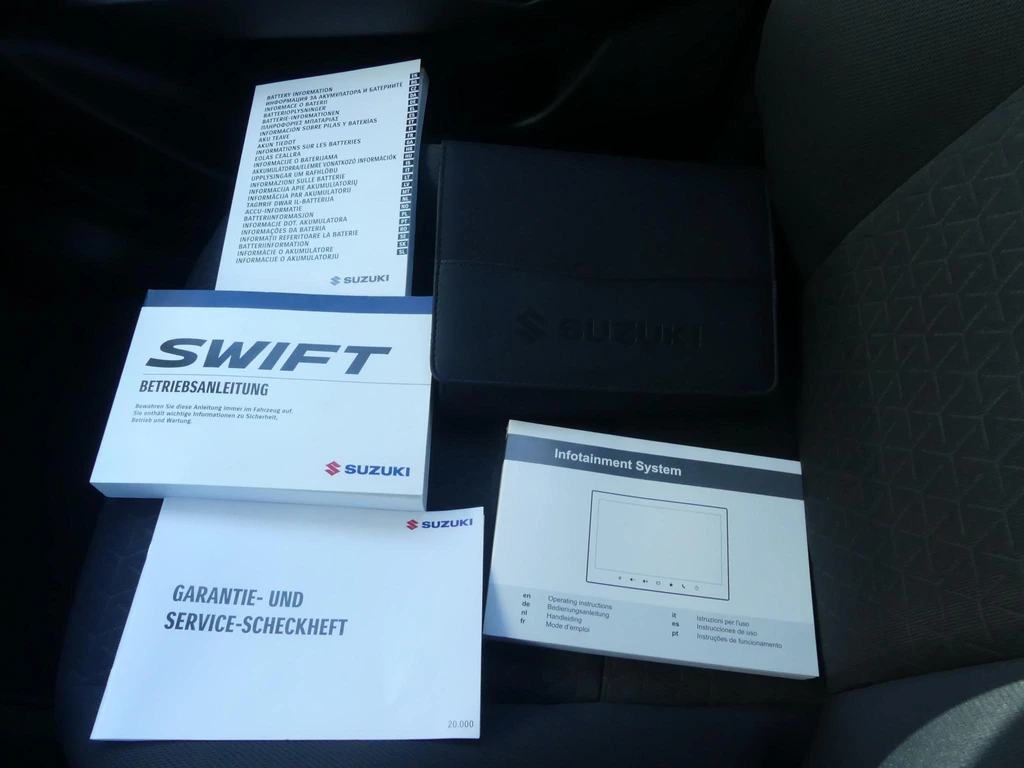 BATTERY INFORMATION
ИНФОРМАЦИЯ ЗА АКУМУЛАТОРА И БАТЕРИИТЕ
INFORMACE O BATERII
BATTERIOPLYSNINGER
BATTERIE-INFORMATIONEN
ΠΛΗΡΟΦΟΡΙΕΣ ΜΠΑΤΑΡΙΑΣ
INFORMACIÓN SOBRE PILAS Y BATERÍAS
AKU TEAVE
AKUN TIEDOT
INFORMATIONS SUR LES BATTERIES
EOLAS CEALLRA
INFORMACIJE O BATERIJAMA
AKKUMULÁTORRA/ELEMRE VONATKOZÓ INFORMÁCIÓK
UPPLÝSINGAR UM RAFHLÖÐU
INFORMAZIONI SULLE BATTERIE
INFORMACIJA APIE AKUMULIATORIŲ
INFORMĀCIJA PAR AKUMULATORU
TAGĦRIF DWAR IL-BATTERIJA
ACCU-INFORMATIE
BATTERIINFORMASJON
INFORMACJE DOT. AKUMULATORA
INFORMAÇÕES DA BATERIA
INFORMAȚII REFERITOARE LA BATERIE
BATTERIINFORMATION
INFORMÁCIE O AKUMULÁTORE
INFORMACIJE O AKUMULATORJU
SUZUKI
SUZUKI
SWIFT
BETRIEBSANLEITUNG
Bewahren Sie diese Anleitung immer im Fahrzeug auf.
Sie enthält wichtige Informationen zu Sicherheit,
Betrieb und Wartung.
SUZUKI
Infotainment System
en Operating instructions
de Bedienungsanleitung
nl Handleiding
fr Mode d'emploi
it Istruzioni per l'uso
es Instrucciones de uso
pt Instruções de funcionamento
SUZUKI
GARANTIE- UND
SERVICE-SCHECKHEFT
20.000